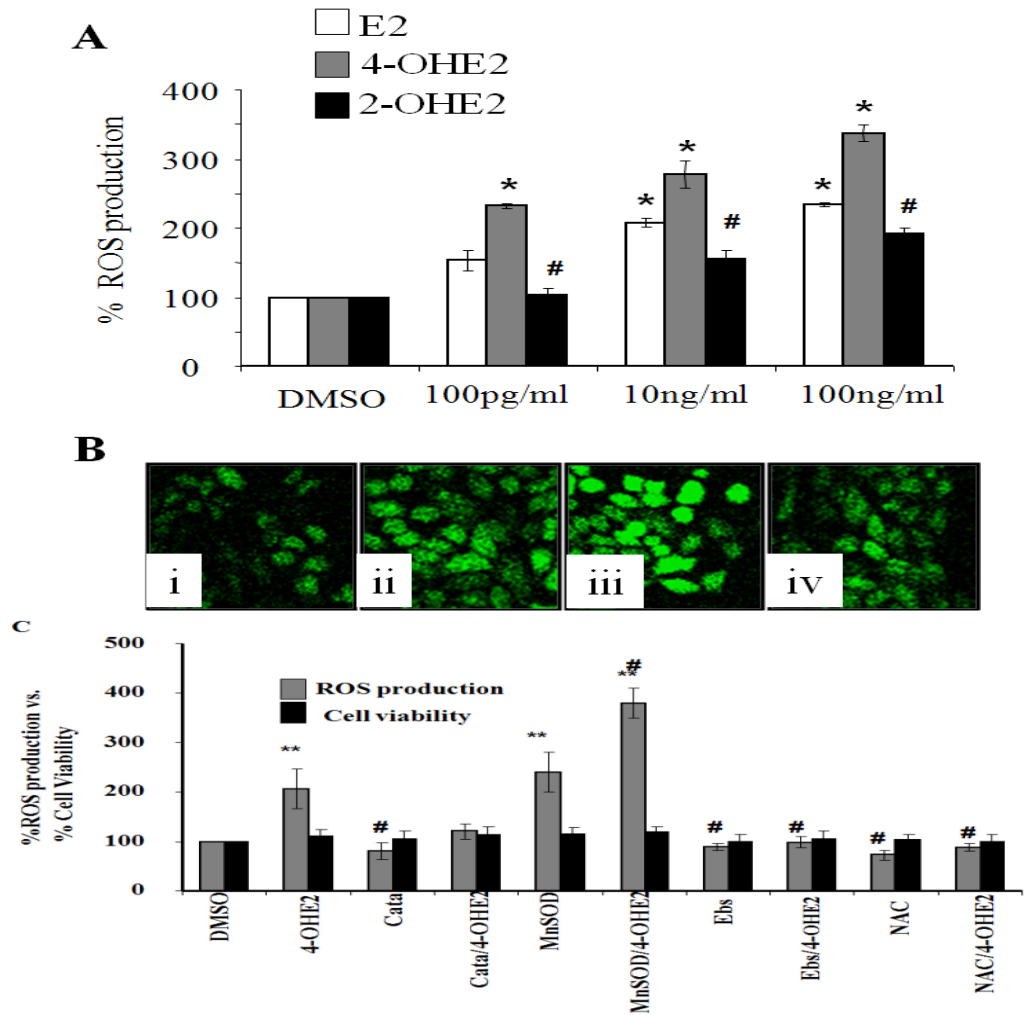 A
E2
4-OHE2
2-OHE2
% ROS production
400
300
200
100
0
*
*
*
*
*
#
#
#
DMSO 100pg/ml 10ng/ml 100ng/ml
B
i ii iii iv
C
%ROS production vs.
% Cell Viability
500
400
300
200
100
0
ROS production
Cell viability
**
#
**
#
**
#
#
#
#
DMSO
4-OHE2
Cata
Cata/4-OHE2
MnSOD
MnSOD/4-OHE2
Ebs
Ebs/4-OHE2
NAC
NAC/4-OHE2